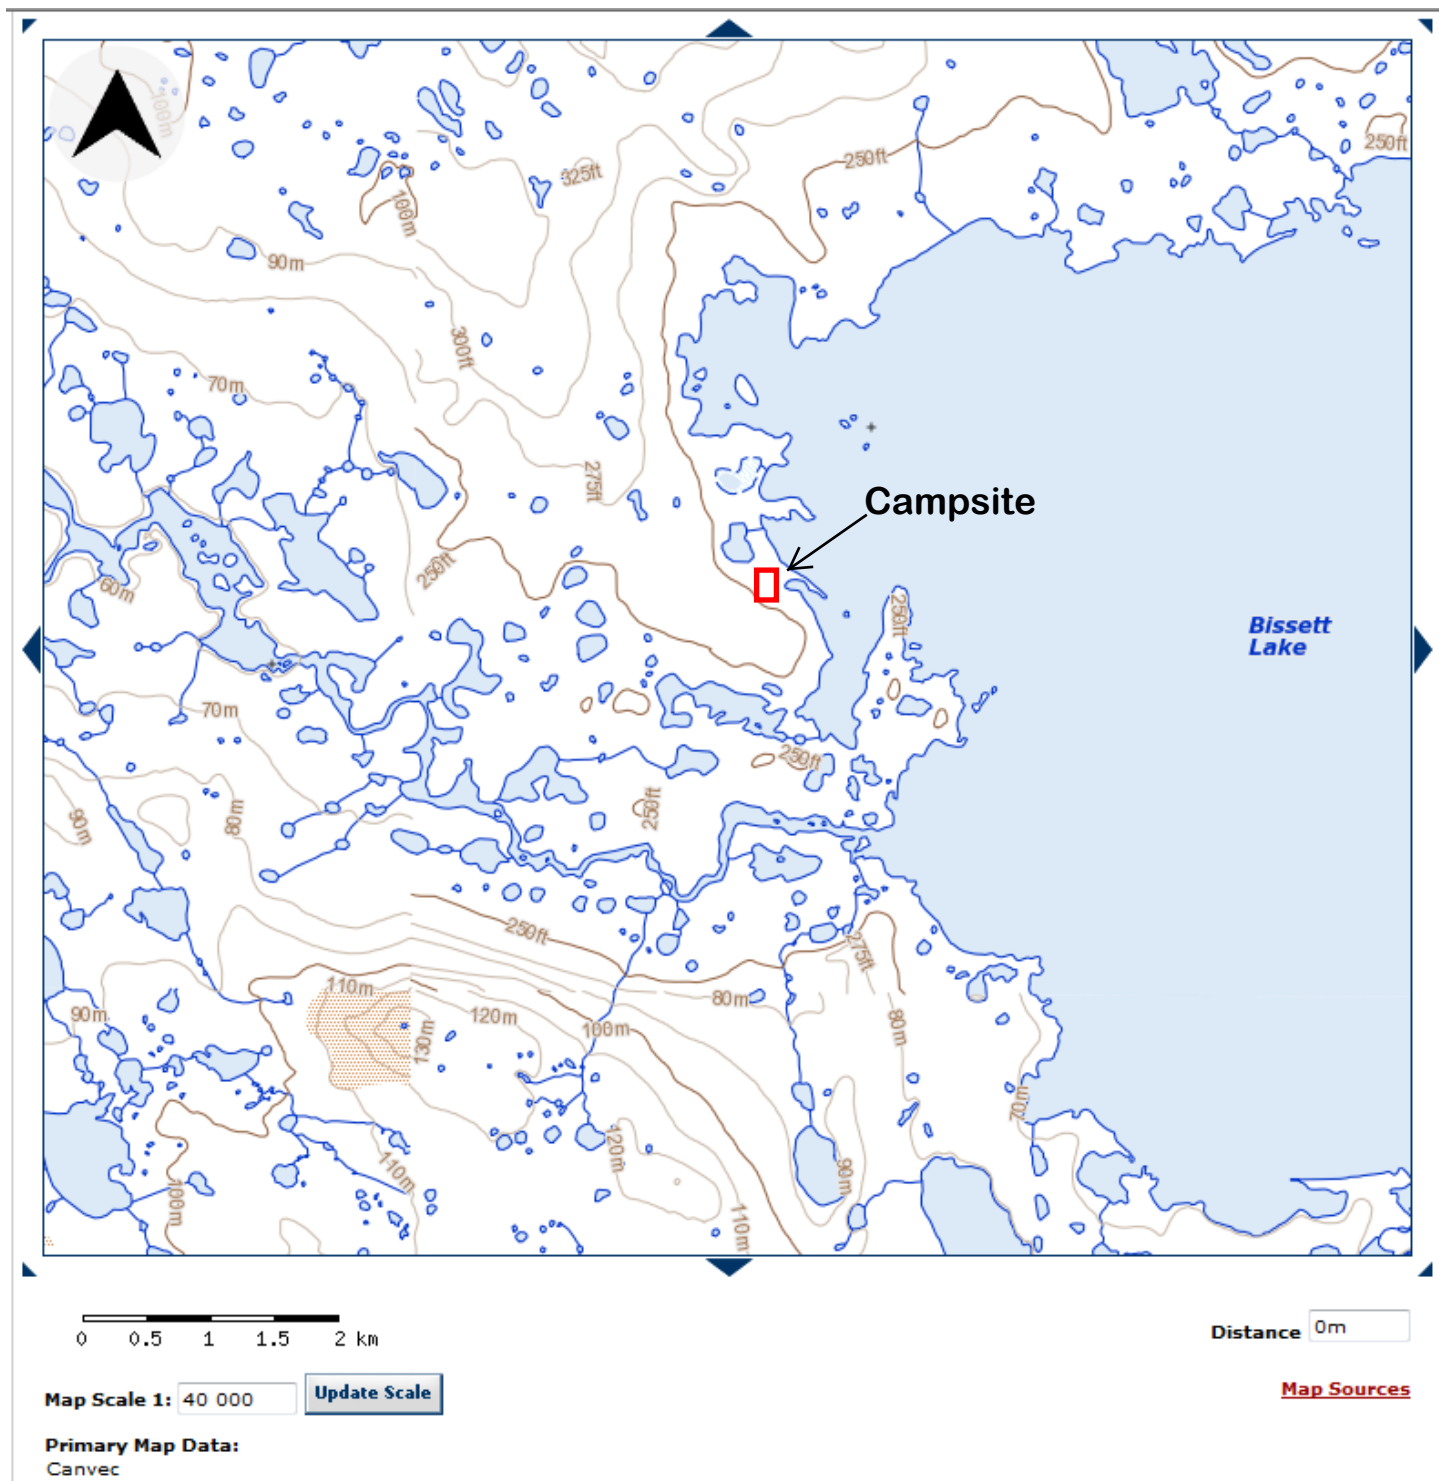 100m
250ft
250ft
325ft
100m
90m
300ft
70m
275ft
Campsite
250ft
60m
250ft
Bissett
Lake
70m
250ft
250ft
80m
90m
250ft
275ft
110m
80m
90m
120m
100m
130m
80m
70m
120m
110m
90m
100m
110m
0 0.5 1 1.5 2 km
Distance 0m
Map Scale 1: 40 000 Update Scale
Map Sources
Primary Map Data:
Canvec